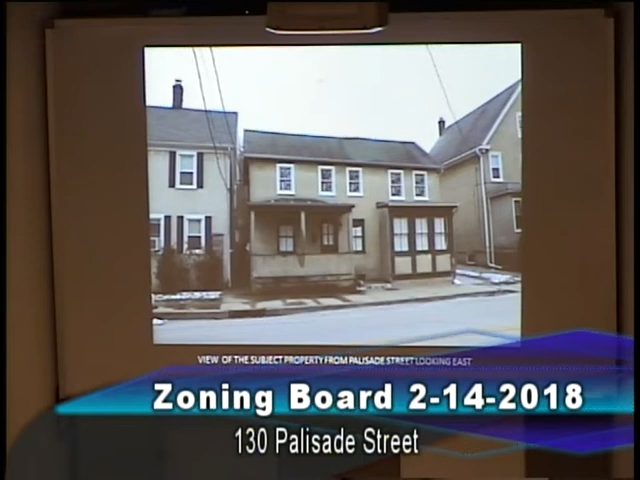 VIEW OF THE SUBJECT PROPERTY FROM PALISADE STREET LOOKING EAST
Zoning Board 2-14-2018
130 Palisade Street